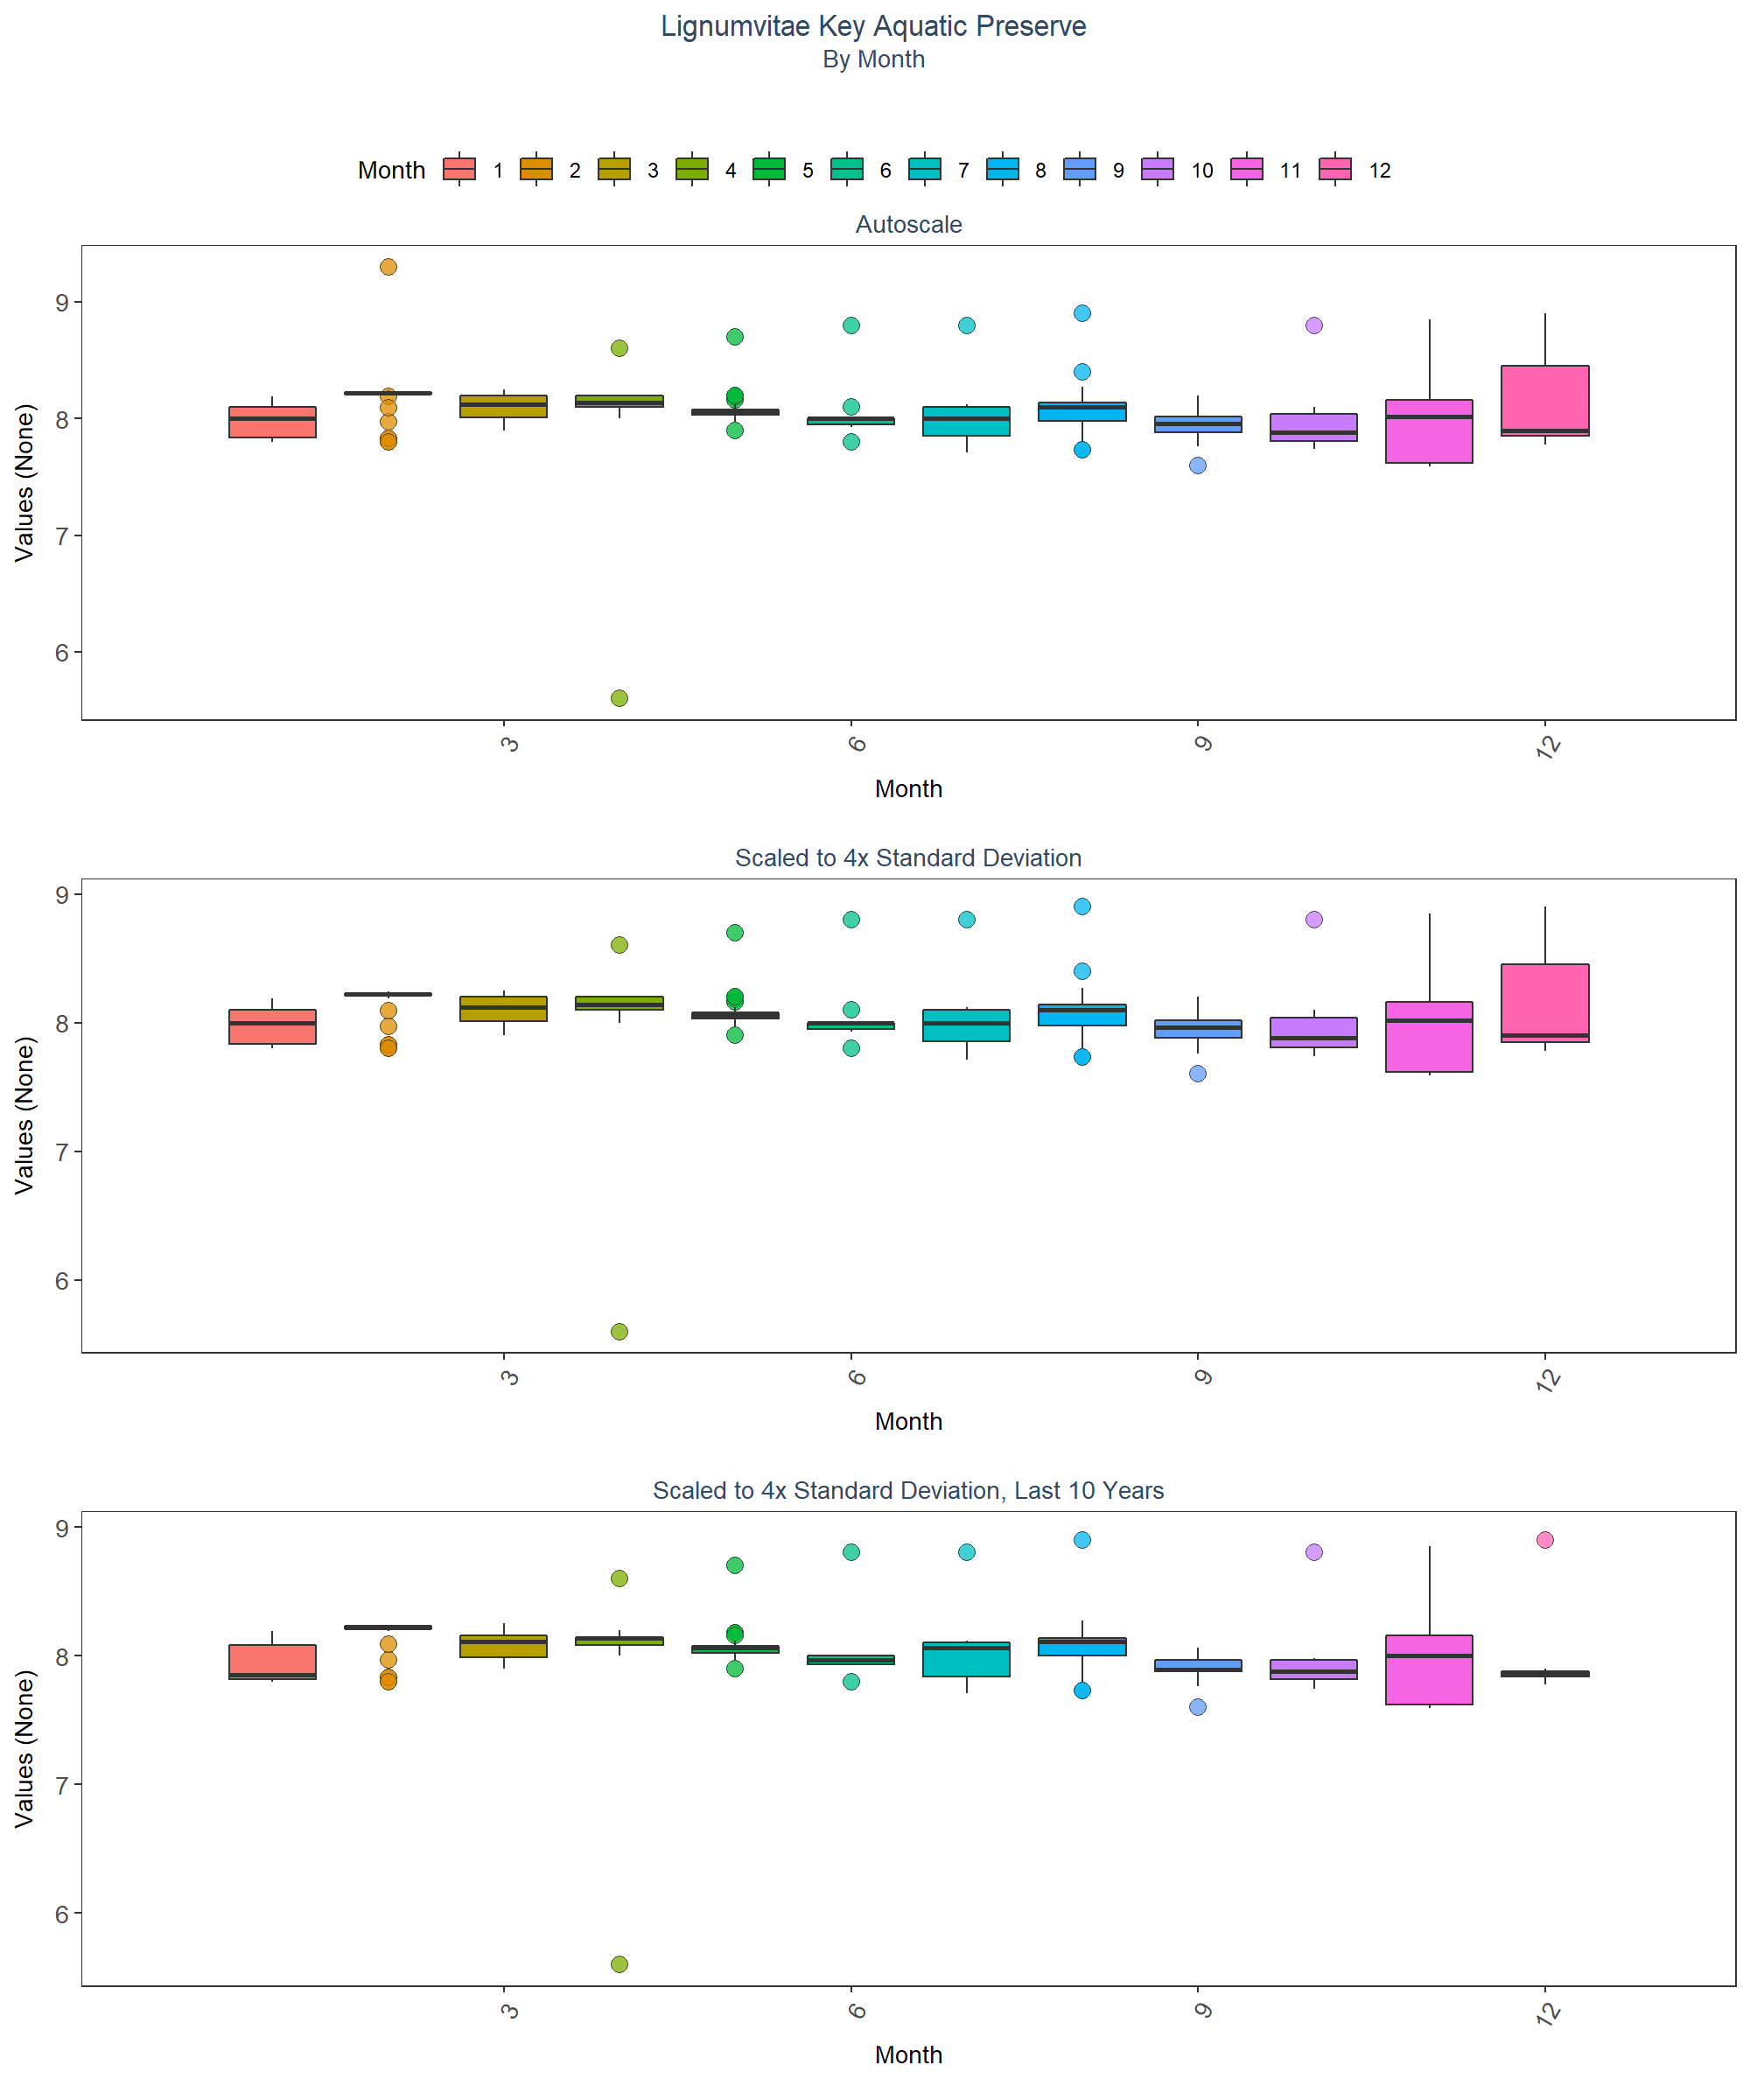 Lignumvitae Key Aquatic Preserve
By Month
Month 1 2 3 4 5 6 7 8 9 10 11 12
Autoscale
Values (None)
9
8
7
6
3 6 9 12
Month
Scaled to 4x Standard Deviation
Values (None)
9
8
7
6
3 6 9 12
Month
Scaled to 4x Standard Deviation, Last 10 Years
Values (None)
9
8
7
6
3 6 9 12
Month